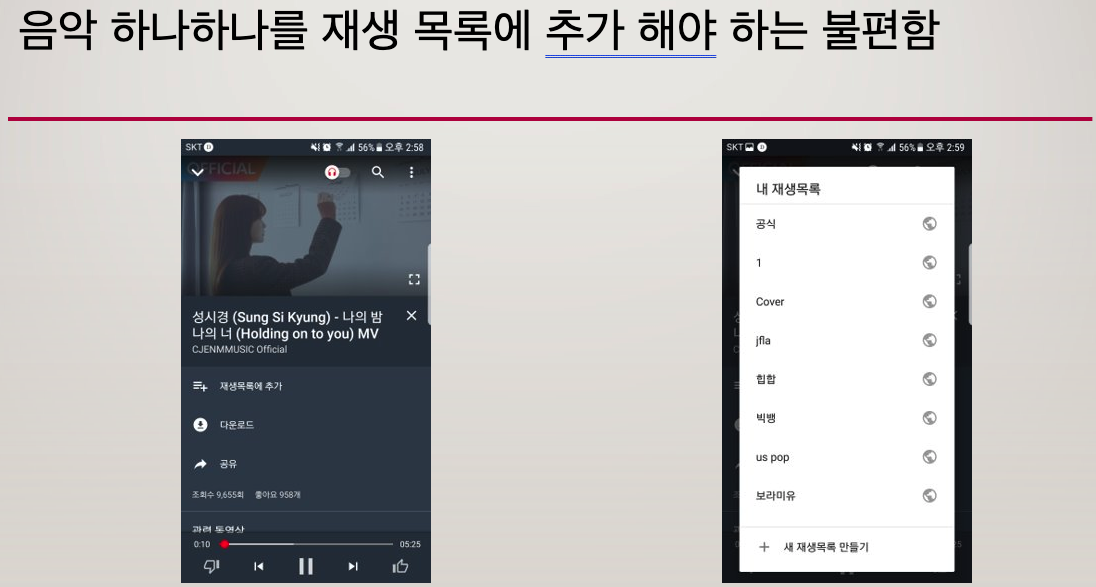 음악 하나하나를 재생 목록에 추가 해야 하는 불편함
SKT
56% 오후 2:58
OFFICIAL
성시경 (Sung Si Kyung) - 나의 밤
나의 너 (Holding on to you) MV
CJENMMUSIC Official
재생목록에 추가
다운로드
공유
조회수 9,655회 좋아요 958개
관련 동영상
0:10
05:25
SKT
56% 오후 2:59
내 재생목록
공식
1
Cover
jfla
힙합
빅뱅
us pop
보라미유
새 재생목록 만들기